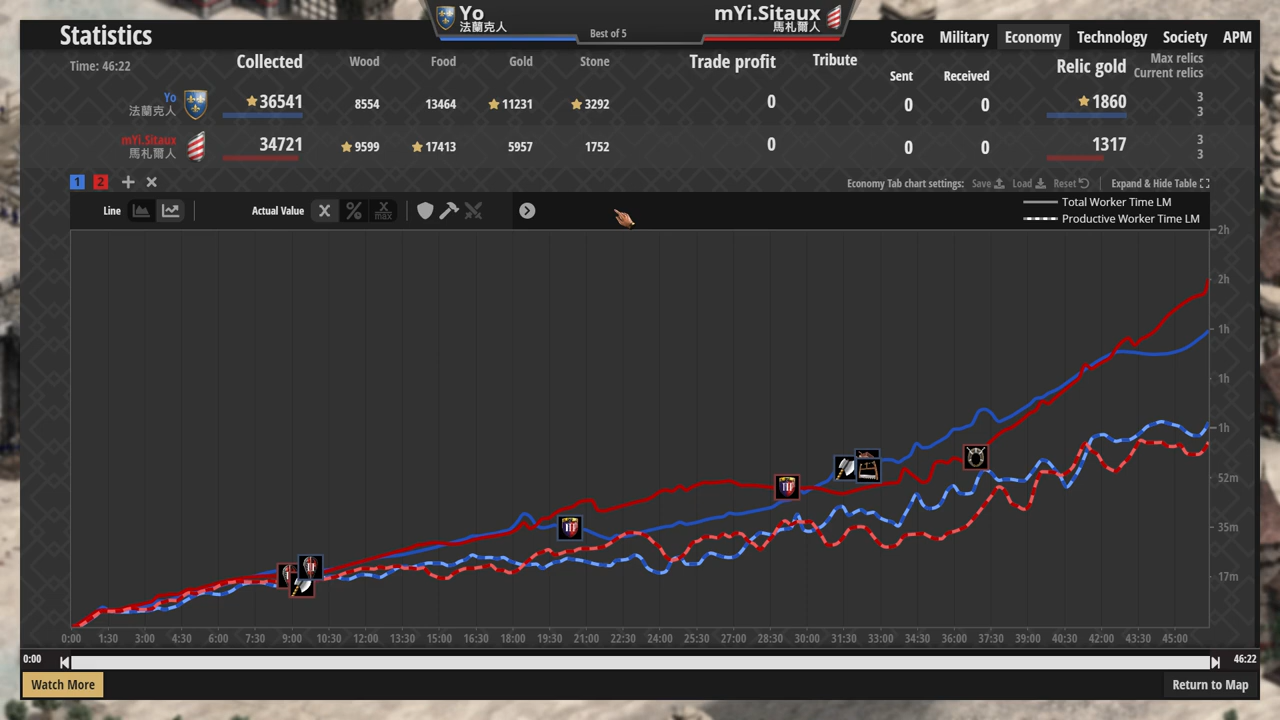 Yo
法蘭克人
mYi.Sitaux
馬札爾人
Best of 5
Statistics
Score Military Economy Technology Society APM
Time: 46:22
Collected Wood Food Gold Stone Trade profit Tribute Sent Received Relic gold Max relics
Current relics
Yo
法蘭克人
36541 8554 13464 11231 3292 0 0 0 1860 3
3
mYi.Sitaux
馬札爾人
34721 9599 17413 5957 1752 0 0 0 1317 3
3
1 2 + ×
Economy Tab chart settings: Save Load Reset Expand & Hide Table
Line Actual Value X % X
max
Total Worker Time LM
Productive Worker Time LM
2h
2h
1h
1h
1h
52m
35m
17m
III
III
0:00 1:30 3:00 4:30 6:00 7:30 9:00 10:30 12:00 13:30 15:00 16:30 18:00 19:30 21:00 22:30 24:00 25:30 27:00 28:30 30:00 31:30 33:00 34:30 36:00 37:30 39:00 40:30 42:00 43:30 45:00
0:00 46:22
Watch More
Return to Map